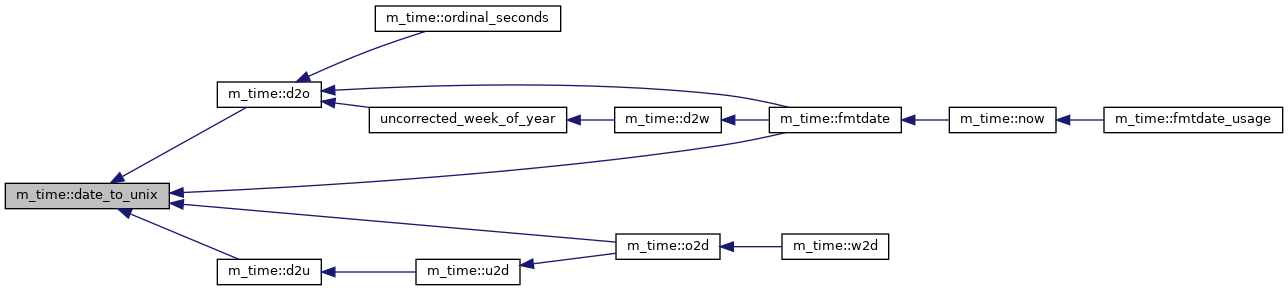 m_time::ordinal_seconds
m_time::d2o
uncorrected_week_of_year
m_time::d2w
m_time::fmtdate
m_time::now
m_time::fmtdate_usage
m_time::date_to_unix
m_time::o2d
m_time::w2d
m_time::d2u
m_time::u2d